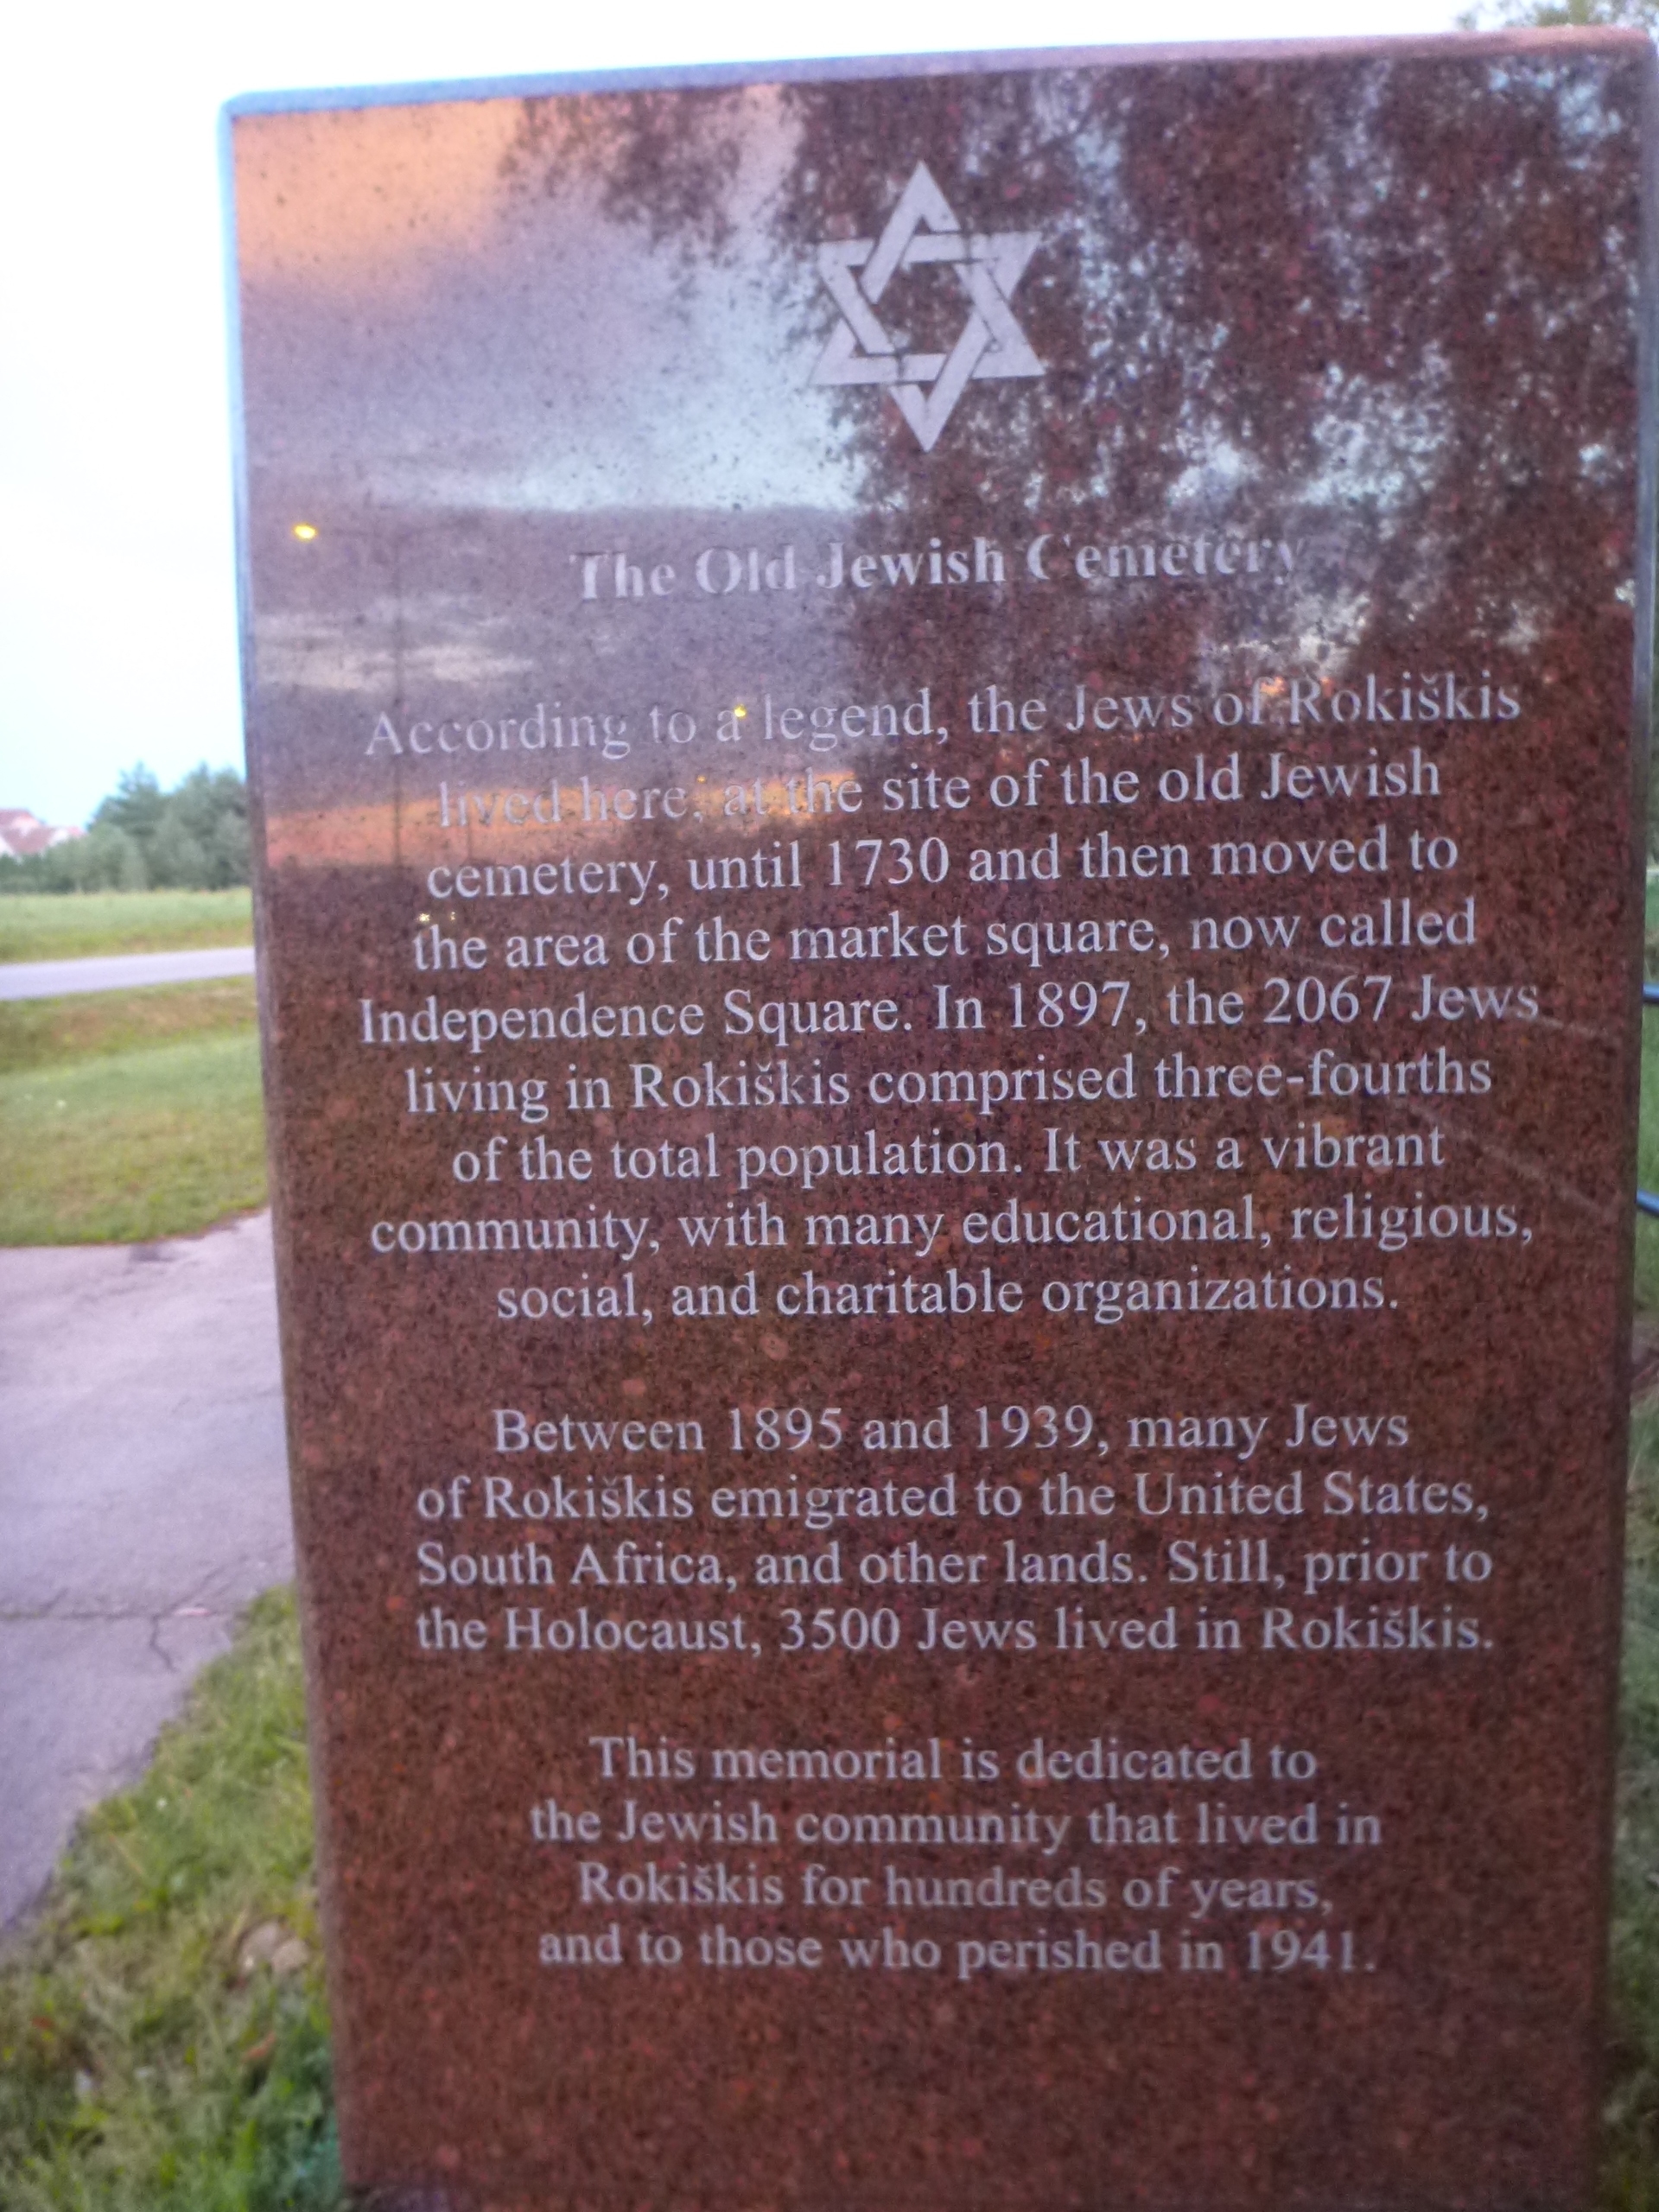 The Old Jewish Cemetery
According to a legend, the Jews of Rokiškis
lived here, at the site of the old Jewish
cemetery, until 1730 and then moved to
the area of the market square, now called
Independence Square. In 1897, the 2067 Jews
living in Rokiškis comprised three-fourths
of the total population. It was a vibrant
community, with many educational, religious,
social, and charitable organizations.
Between 1895 and 1939, many Jews
of Rokiškis emigrated to the United States,
South Africa, and other lands. Still, prior to
the Holocaust, 3500 Jews lived in Rokiškis.
This memorial is dedicated to
the Jewish community that lived in
Rokiškis for hundreds of years,
and to those who perished in 1941.